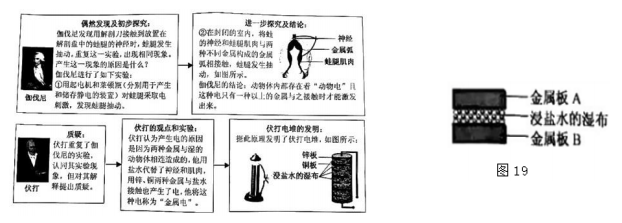 偶然发现及初步探究：
伽伐尼发现用解剖刀接触到放置在
解剖盘中的蛙腿的神经时，蛙腿发生
抽动，重复这一实验，出现相同现象。
产生这一现象的原因是什么？
伽伐尼进行了如下实验：
①用起电机和莱顿瓶（分别用于产生
和储存静电的装置）对蛙腿采取电
刺激，发现蛙腿抽动。
伽伐尼
进一步探究及结论：
②在封闭的室内，将蛙
的神经和蛙腿肌肉与两
种不同金属构成的金属
弧相接触，蛙腿发生抽
动，如图所示。
神经
金属弧
蛙腿肌肉
伽伐尼的结论：动物体内都存在着“动物电”且
这种电只有一种以上的金属与之接触时才能激发
出来。
质疑：
伏打重复了伽
伐尼的实验，
认同其实验现
象，但对其解
释提出质疑。
伏打
伏打的观点和实验：
伏打认为产生电的原因
是因为两种金属与湿的
动物体相连造成的，他用
盐水代替了神经和肌肉，
用锌、铜两种金属与盐水
接触也产生了电，他将这
种电称为“金属电”。
伏打电堆的发明：
据此原理发明了伏打电堆，如图所示：
锌板
铜板
浸盐水的湿布
金属板 A
浸盐水的湿布
金属板 B
图 19